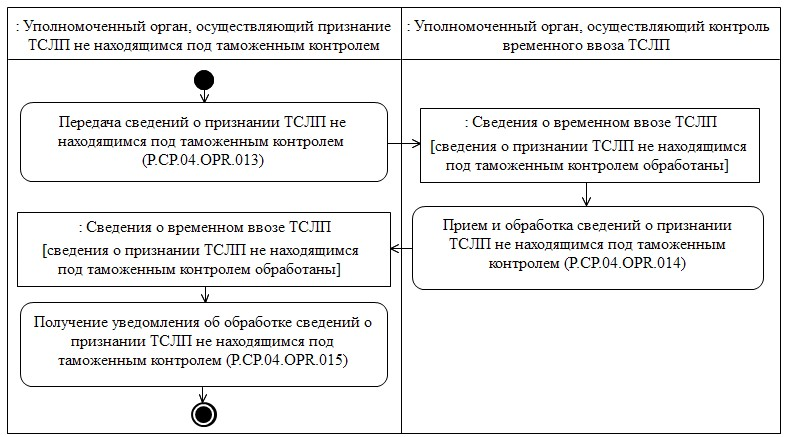 : Уполномоченный орган, осуществляющий признание
ТСЛП не находящимся под таможенным контролем
: Уполномоченный орган, осуществляющий контроль
временного ввоза ТСЛП
Передача сведений о признании ТСЛП не
находящимся под таможенным контролем
(P.CP.04.OPR.013)
: Сведения о временном ввозе ТСЛП
[сведения о признании ТСЛП не находящимся
под таможенным контролем обработаны]
Прием и обработка сведений о признании
ТСЛП не находящимся под таможенным
контролем (P.CP.04.OPR.014)
: Сведения о временном ввозе ТСЛП
[сведения о признании ТСЛП не находящимся
под таможенным контролем обработаны]
Получение уведомления об обработке сведений о
признании ТСЛП не находящимся под
таможенным контролем (P.CP.04.OPR.015)